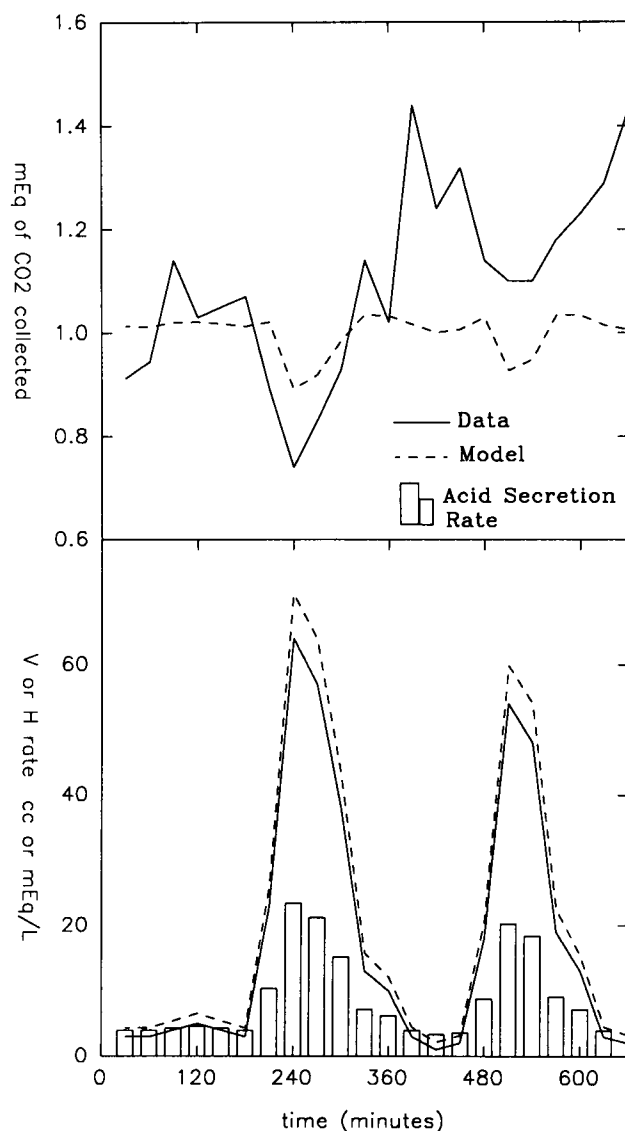 1.6
1.4
1.2
1.0
0.8
0.6
mEq of CO2 collected
Data
Model
Acid Secretion
Rate
60
40
20
0
V or H rate cc or mEq/L
0 120 240 360 480 600
time (minutes)